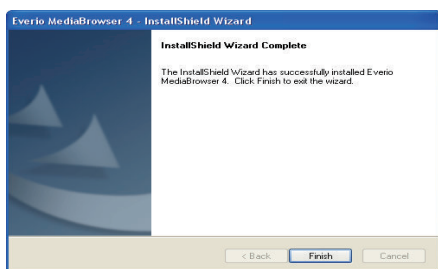 Everio MediaBrowser 4 - InstallShield Wizard
InstallShield Wizard Complete
The InstallShield Wizard has successfully installed Everio
MediaBrowser 4. Click Finish to exit the wizard.
< Back
Finish
Cancel